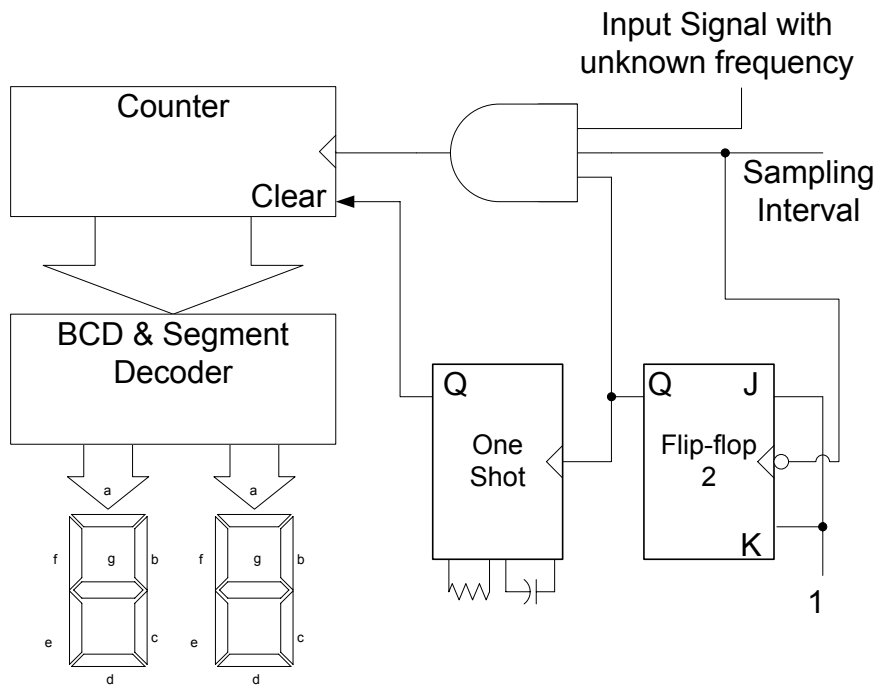 Input Signal with
unknown frequency
Counter
Clear
Sampling
Interval
BCD & Segment
Decoder
Q
One
Shot
Q
J
Flip-flop
2
K
1
a
f
g
b
e
c
d
a
f
g
b
e
c
d